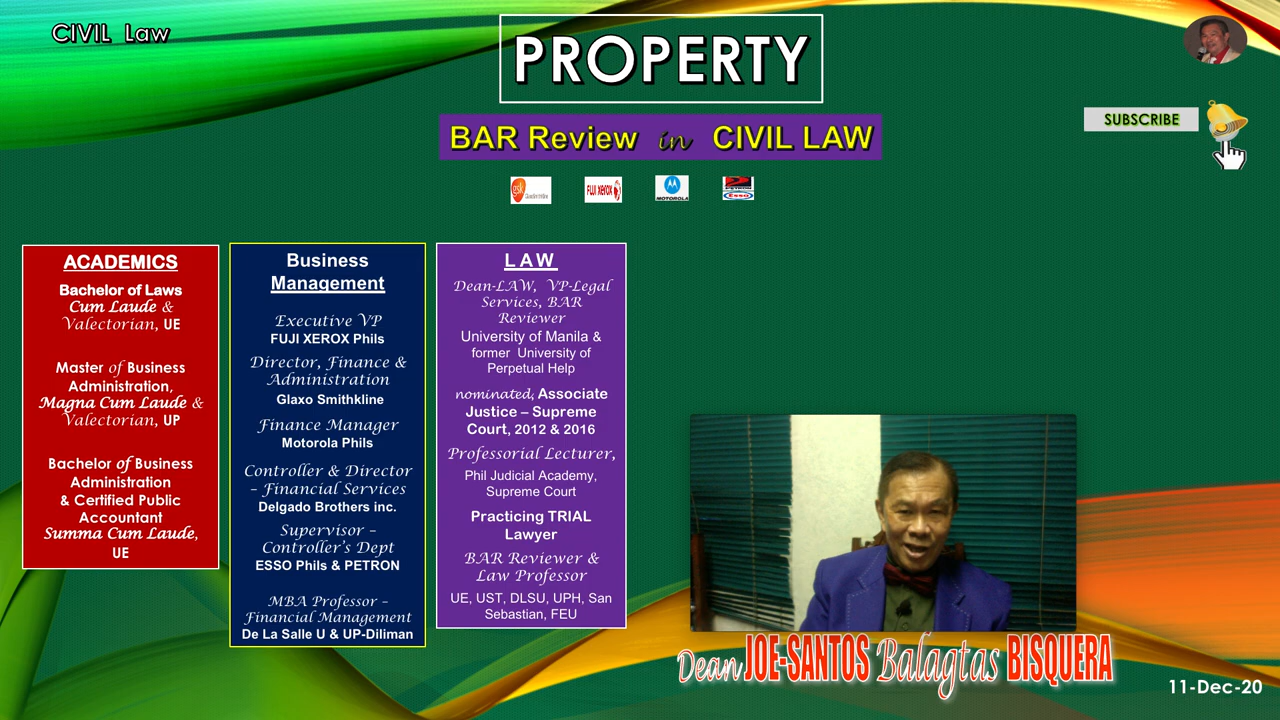 CIVIL Law
PROPERTY
BAR Review in CIVIL LAW
SUBSCRIBE
gsk
FUJI XEROX
MOTOROLA
PETRON
Esso
ACADEMICS
Bachelor of Laws
Cum Laude &
Valectorian, UE
Master of Business
Administration,
Magna Cum Laude &
Valectorian, UP
Bachelor of Business
Administration
& Certified Public
Accountant
Summa Cum Laude,
UE
Business
Management
Executive VP
FUJI XEROX Phils
Director, Finance &
Administration
Glaxo Smithkline
Finance Manager
Motorola Phils
Controller & Director
– Financial Services
Delgado Brothers inc.
Supervisor –
Controller's Dept
ESSO Phils & PETRON
MBA Professor –
Financial Management
De La Salle U & UP-Diliman
LAW
Dean-LAW, VP-Legal
Services, BAR
Reviewer
University of Manila &
former University of
Perpetual Help
nominated, Associate
Justice – Supreme
Court, 2012 & 2016
Professorial Lecturer,
Phil Judicial Academy,
Supreme Court
Practicing TRIAL
Lawyer
BAR Reviewer &
Law Professor
UE, UST, DLSU, UPH, San
Sebastian, FEU
Dean JOE-SANTOS Balagtas BISQUERA
11-Dec-20